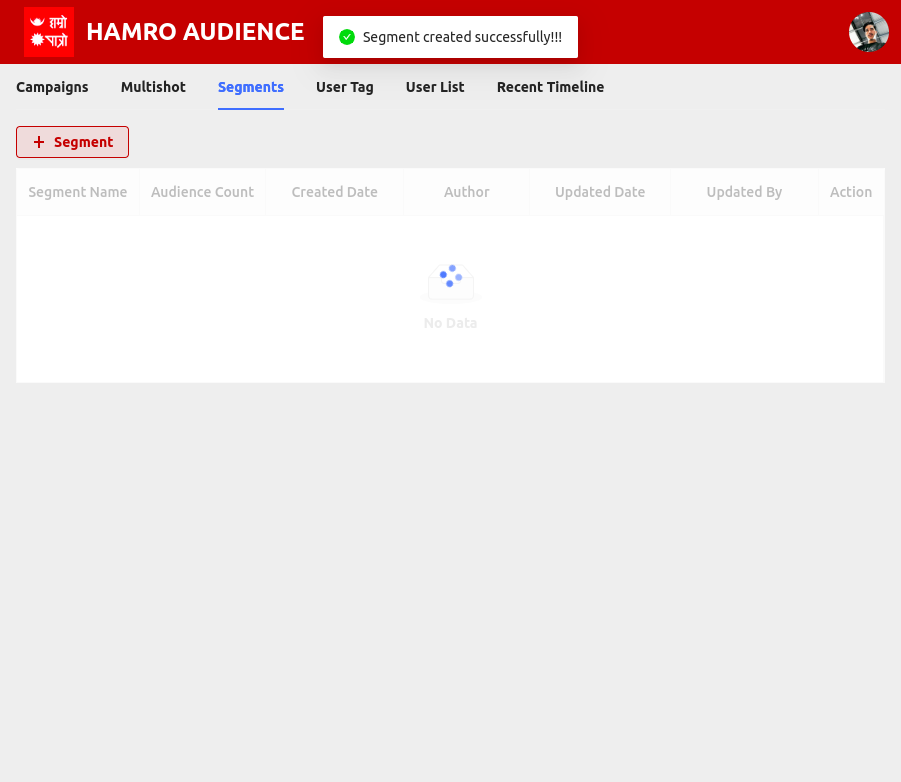 हाम्रो
पात्रो
HAMRO AUDIENCE
Segment created successfully!!!
Campaigns Multishot Segments User Tag User List Recent Timeline
+ Segment
Segment Name Audience Count Created Date Author Updated Date Updated By Action
No Data